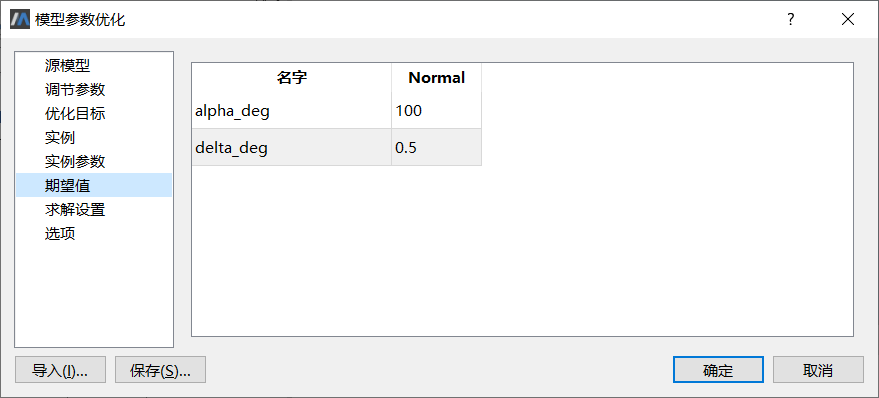 模型参数优化
?
源模型
调节参数
优化目标
实例
实例参数
期望值
求解设置
选项
名字 Normal
alpha_deg 100
delta_deg 0.5
导入(I)... 保存(S)... 确定 取消